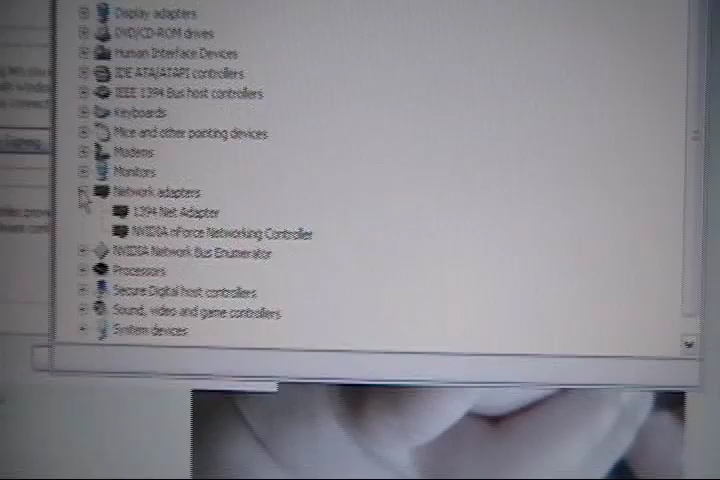 Display adapters
DVD/CD-ROM drives
Human Interface Devices
IDE ATA/ATAPI controllers
IEEE 1394 Bus host controllers
Keyboards
Mice and other pointing devices
Modems
Monitors
Network adapters
1394 Net Adapter
NVIDIA nForce Networking Controller
NVIDIA Network Bus Enumerator
Processors
Secure Digital host controllers
Sound, video and game controllers
System devices